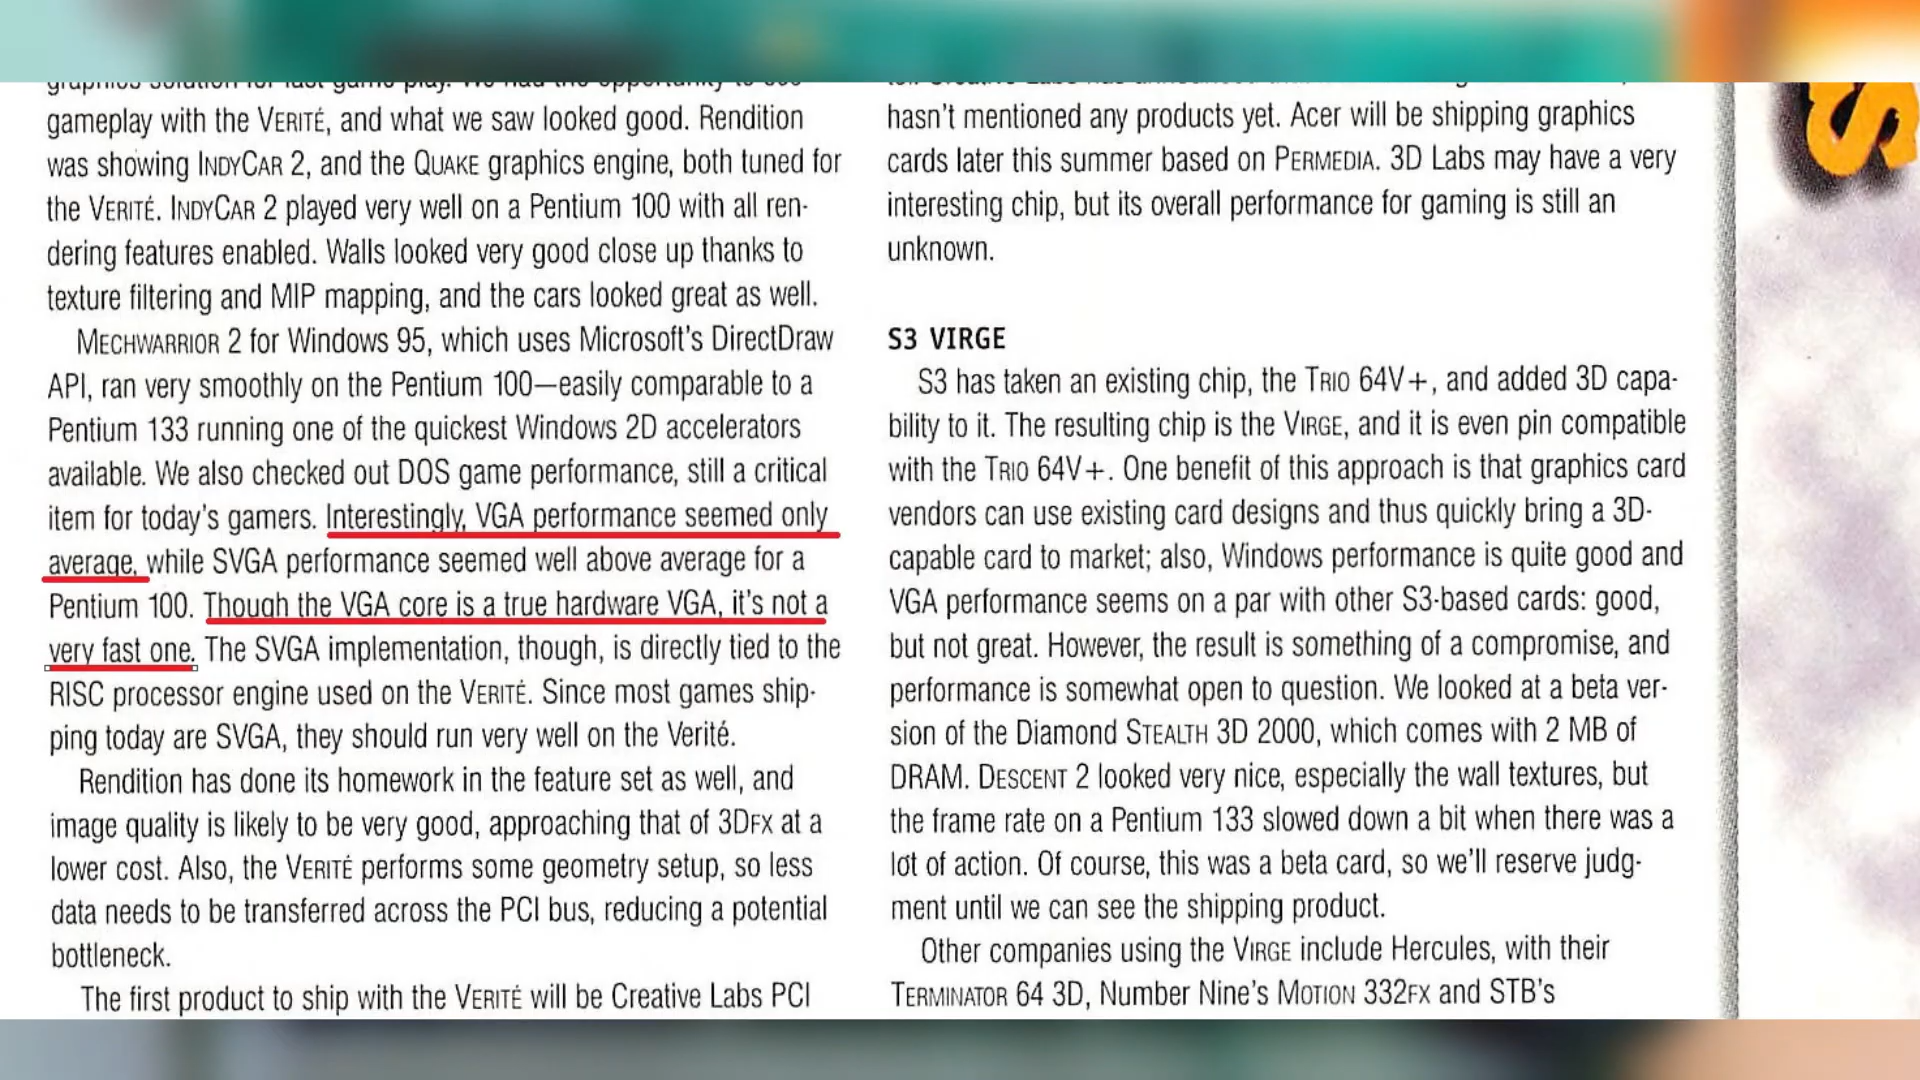 graphics solution for fast game play. We had the opportunity to see
gameplay with the VERITÉ, and what we saw looked good. Rendition
was showing INDYCAR 2, and the QUAKE graphics engine, both tuned for
the VERITÉ. INDYCAR 2 played very well on a Pentium 100 with all ren-
dering features enabled. Walls looked very good close up thanks to
texture filtering and MIP mapping, and the cars looked great as well.
MECHWARRIOR 2 for Windows 95, which uses Microsoft's DirectDraw
API, ran very smoothly on the Pentium 100—easily comparable to a
Pentium 133 running one of the quickest Windows 2D accelerators
available. We also checked out DOS game performance, still a critical
item for today's gamers. Interestingly, VGA performance seemed only
average, while SVGA performance seemed well above average for a
Pentium 100. Though the VGA core is a true hardware VGA, it's not a
very fast one. The SVGA implementation, though, is directly tied to the
RISC processor engine used on the VERITÉ. Since most games ship-
ping today are SVGA, they should run very well on the Verité.
Rendition has done its homework in the feature set as well, and
image quality is likely to be very good, approaching that of 3DFX at a
lower cost. Also, the VERITÉ performs some geometry setup, so less
data needs to be transferred across the PCI bus, reducing a potential
bottleneck.
The first product to ship with the VERITÉ will be Creative Labs PCI
Creative Labs has announced
hasn't mentioned any products yet. Acer will be shipping graphics
cards later this summer based on PERMEDIA. 3D Labs may have a very
interesting chip, but its overall performance for gaming is still an
unknown.
S3 VIRGE
S3 has taken an existing chip, the TRIO 64V+, and added 3D capa-
bility to it. The resulting chip is the VIRGE, and it is even pin compatible
with the TRIO 64V+. One benefit of this approach is that graphics card
vendors can use existing card designs and thus quickly bring a 3D-
capable card to market; also, Windows performance is quite good and
VGA performance seems on a par with other S3-based cards: good,
but not great. However, the result is something of a compromise, and
performance is somewhat open to question. We looked at a beta ver-
sion of the Diamond STEALTH 3D 2000, which comes with 2 MB of
DRAM. DESCENT 2 looked very nice, especially the wall textures, but
the frame rate on a Pentium 133 slowed down a bit when there was a
lot of action. Of course, this was a beta card, so we'll reserve judg-
ment until we can see the shipping product.
Other companies using the VIRGE include Hercules, with their
TERMINATOR 64 3D, Number Nine's MOTION 332FX and STB's
S